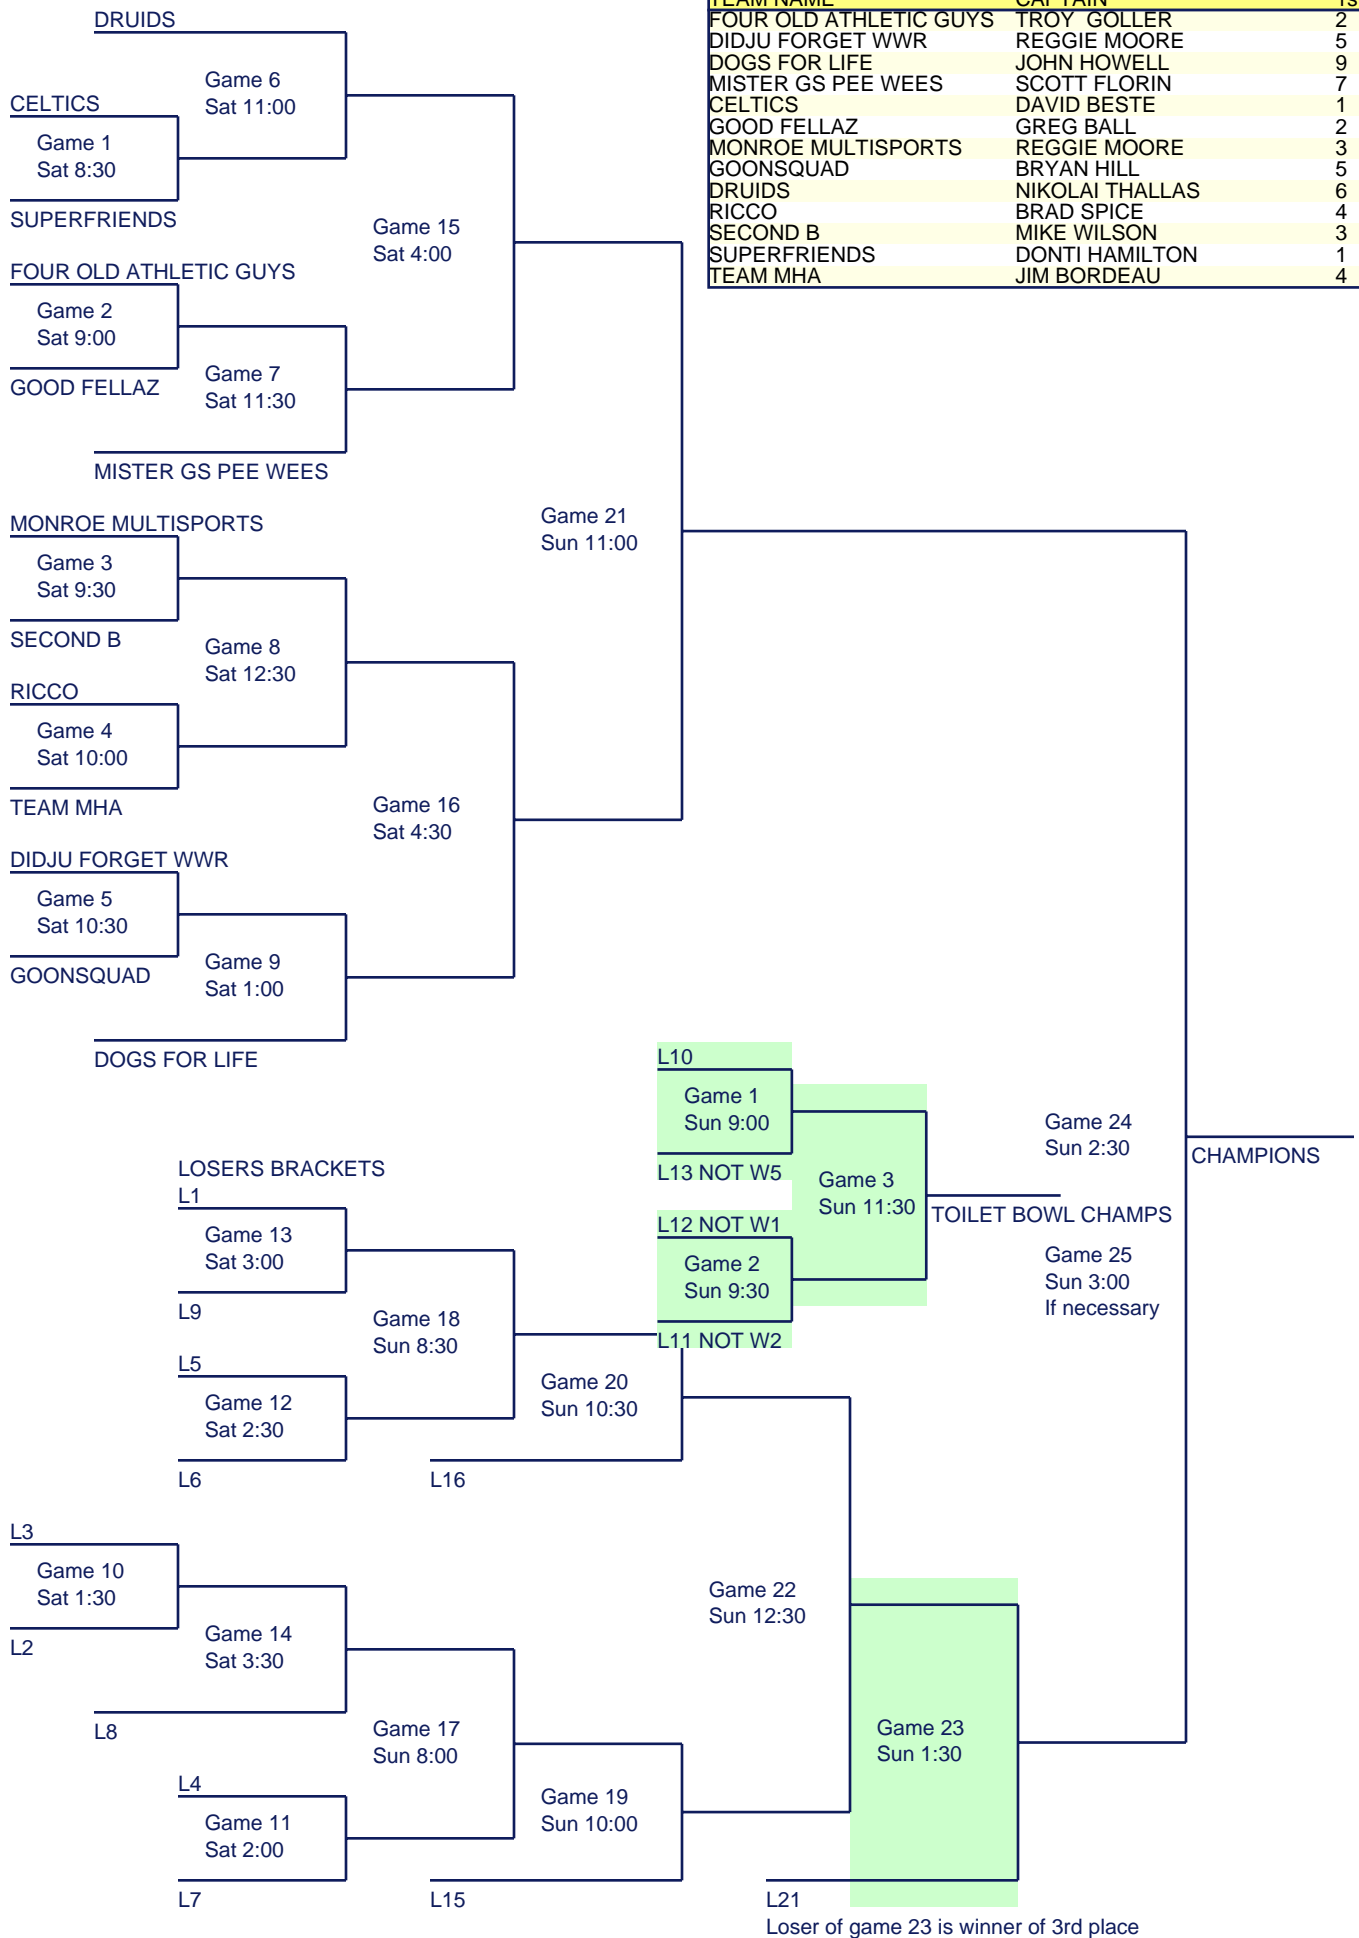 TEAM NAME CAPTAIN 1s
FOUR OLD ATHLETIC GUYS TROY GOLLER 2
DIDJU FORGET WWR REGGIE MOORE 5
DOGS FOR LIFE JOHN HOWELL 9
MISTER GS PEE WEES SCOTT FLORIN 7
CELTICS DAVID BESTE 1
GOOD FELLAZ GREG BALL 2
MONROE MULTISPORTS REGGIE MOORE 3
GOONSQUAD BRYAN HILL 5
DRUIDS NIKOLAI THALLAS 6
RICCO BRAD SPICE 4
SECOND B MIKE WILSON 3
SUPERFRIENDS DONTI HAMILTON 1
TEAM MHA JIM BORDEAU 4
DRUIDS
Game 6
Sat 11:00
CELTICS
Game 1
Sat 8:30
SUPERFRIENDS
Game 15
Sat 4:00
FOUR OLD ATHLETIC GUYS
Game 2
Sat 9:00
GOOD FELLAZ
Game 7
Sat 11:30
MISTER GS PEE WEES
Game 21
Sun 11:00
MONROE MULTISPORTS
Game 3
Sat 9:30
SECOND B
Game 8
Sat 12:30
RICCO
Game 4
Sat 10:00
TEAM MHA
Game 16
Sat 4:30
DIDJU FORGET WWR
Game 5
Sat 10:30
GOONSQUAD
Game 9
Sat 1:00
DOGS FOR LIFE
L10
Game 1
Sun 9:00
L13 NOT W5
Game 3
Sun 11:30
L12 NOT W1
Game 2
Sun 9:30
L11 NOT W2
TOILET BOWL CHAMPS
Game 24
Sun 2:30
CHAMPIONS
Game 25
Sun 3:00
If necessary
LOSERS BRACKETS
L1
Game 13
Sat 3:00
L9
Game 18
Sun 8:30
L5
Game 12
Sat 2:30
L6
Game 20
Sun 10:30
L16
L3
Game 10
Sat 1:30
L2
Game 14
Sat 3:30
L8
Game 22
Sun 12:30
Game 17
Sun 8:00
L4
Game 11
Sat 2:00
L7
Game 19
Sun 10:00
L15
Game 23
Sun 1:30
L21
Loser of game 23 is winner of 3rd place